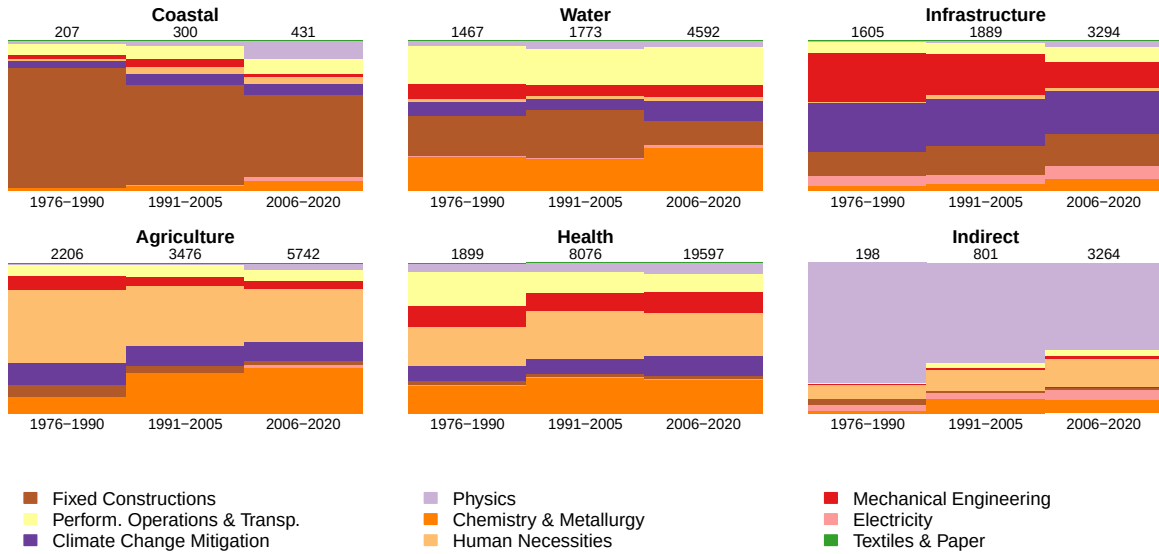 Coastal
207 300 431
1976−1990 1991−2005 2006−2020
Water
1467 1773 4592
1976−1990 1991−2005 2006−2020
Infrastructure
1605 1889 3294
1976−1990 1991−2005 2006−2020
Agriculture
2206 3476 5742
1976−1990 1991−2005 2006−2020
Health
1899 8076 19597
1976−1990 1991−2005 2006−2020
Indirect
198 801 3264
1976−1990 1991−2005 2006−2020
Fixed Constructions
Perform. Operations & Transp.
Climate Change Mitigation
Physics
Chemistry & Metallurgy
Human Necessities
Mechanical Engineering
Electricity
Textiles & Paper